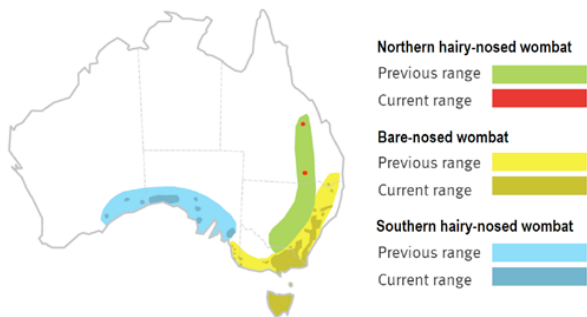 Northern hairy-nosed wombat
Previous range
Current range
Bare-nosed wombat
Previous range
Current range
Southern hairy-nosed wombat
Previous range
Current range